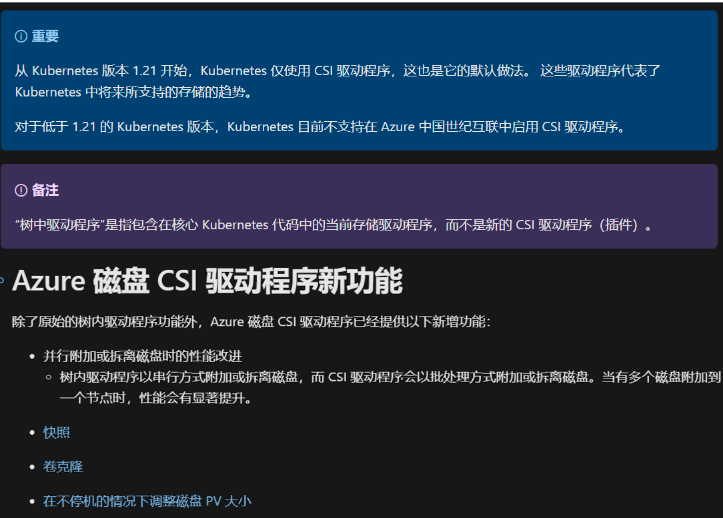 重要
从 Kubernetes 版本 1.21 开始，Kubernetes 仅使用 CSI 驱动程序，这也是它的默认做法。 这些驱动程序代表了
Kubernetes 中将来所支持的存储的趋势。
对于低于 1.21 的 Kubernetes 版本，Kubernetes 目前不支持在 Azure 中国世纪互联中启用 CSI 驱动程序。
备注
“树中驱动程序”是指包含在核心 Kubernetes 代码中的当前存储驱动程序，而不是新的 CSI 驱动程序（插件）。
Azure 磁盘 CSI 驱动程序新功能
除了原始的树内驱动程序功能外，Azure 磁盘 CSI 驱动程序已经提供以下新增功能：
并行附加或拆离磁盘时的性能改进
树内驱动程序以串行方式附加或拆离磁盘，而 CSI 驱动程序会以批处理方式附加或拆离磁盘。当有多个磁盘附加到
一个节点时，性能会有显著提升。
快照
卷克隆
在不停机的情况下调整磁盘 PV 大小